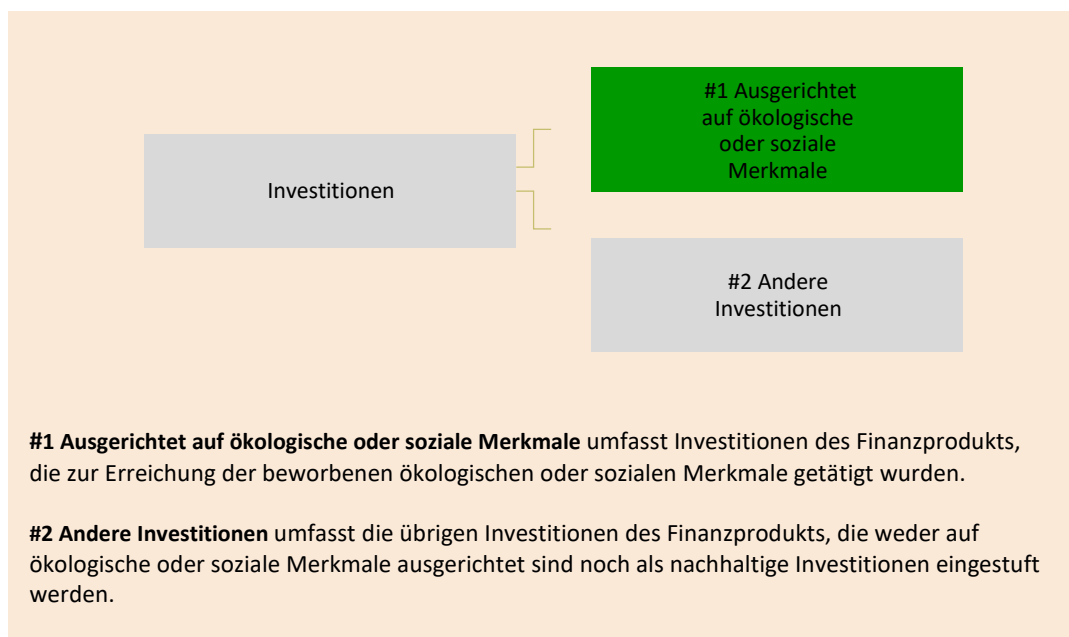 #1 Ausgerichtet
auf ökologische
oder soziale
Merkmale
Investitionen
#2 Andere
Investitionen
#1 Ausgerichtet auf ökologische oder soziale Merkmale umfasst Investitionen des Finanzprodukts,
die zur Erreichung der beworbenen ökologischen oder sozialen Merkmale getätigt wurden.
#2 Andere Investitionen umfasst die übrigen Investitionen des Finanzprodukts, die weder auf
ökologische oder soziale Merkmale ausgerichtet sind noch als nachhaltige Investitionen eingestuft
werden.